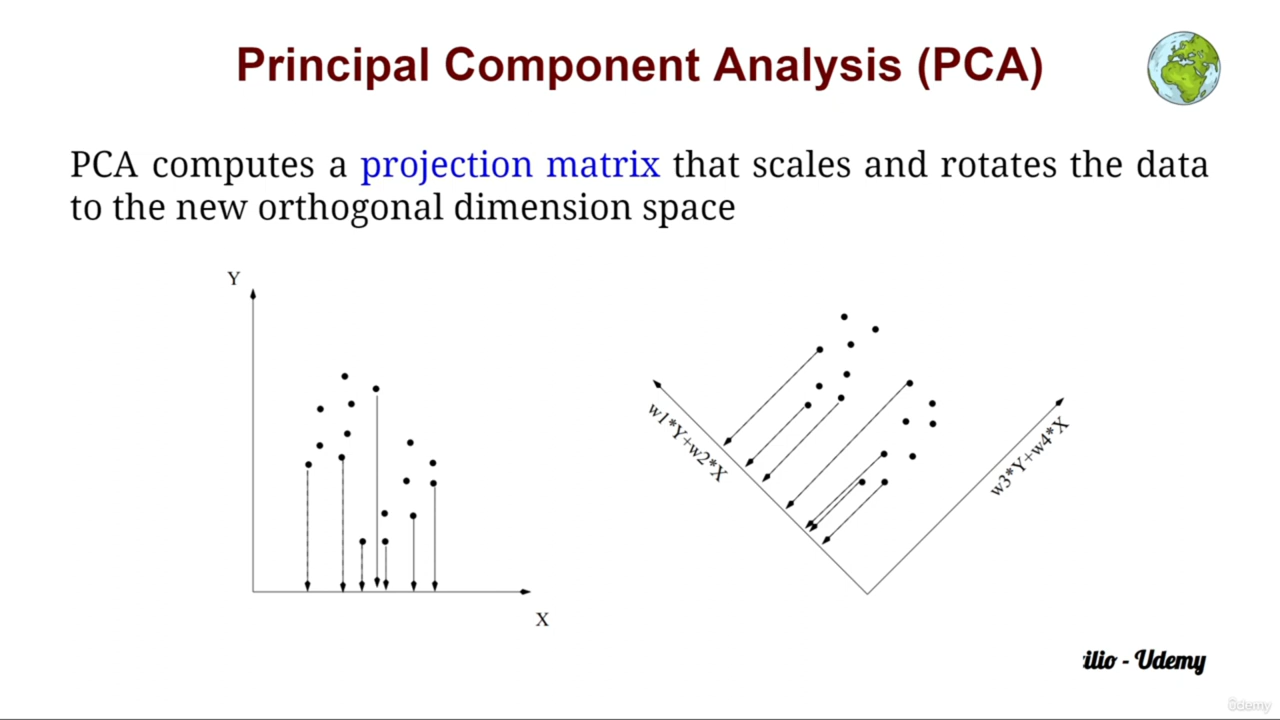 Principal Component Analysis (PCA)
PCA computes a projection matrix that scales and rotates the data
to the new orthogonal dimension space
Y
X
w1*Y+w2*X
w3*Y+w4*X
- Udemy
ûdemy